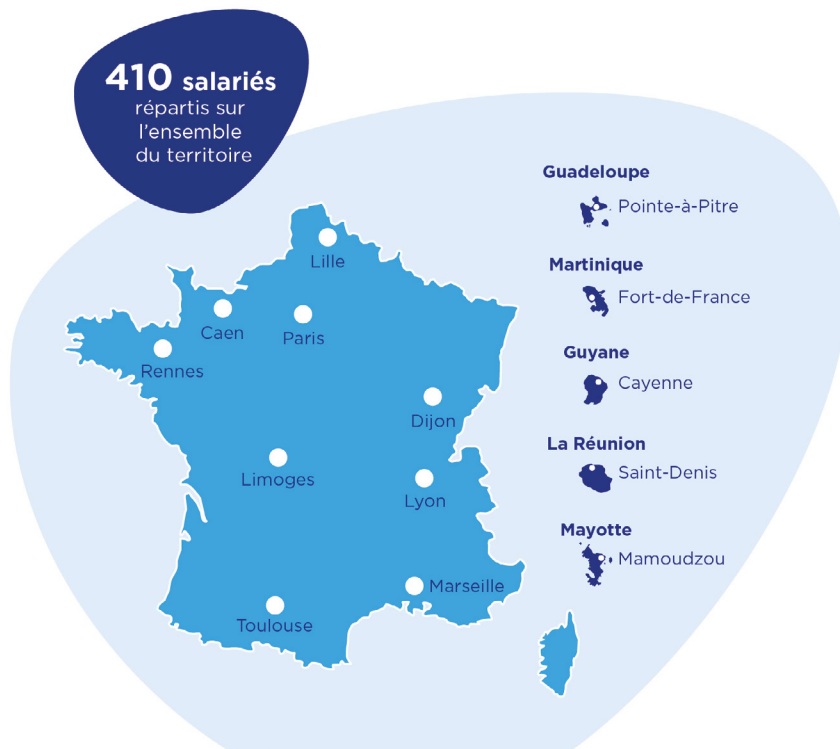 410 salariés
répartis sur
l'ensemble
du territoire
Lille
Caen
Paris
Rennes
Dijon
Limoges
Lyon
Marseille
Toulouse
Guadeloupe
Pointe-à-Pitre
Martinique
Fort-de-France
Guyane
Cayenne
La Réunion
Saint-Denis
Mayotte
Mamoudzou